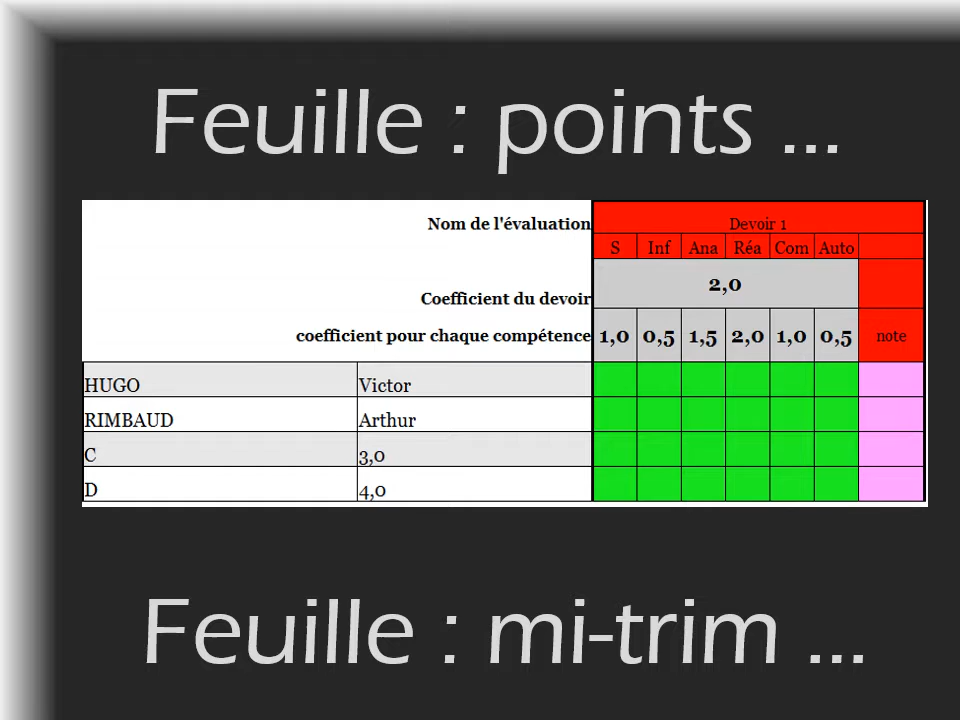 Feuille : points ...
Nom de l'évaluation Devoir 1
S Inf Ana Réa Com Auto
Coefficient du devoir 2,0
coefficient pour chaque compétence 1,0 0,5 1,5 2,0 1,0 0,5 note
HUGO Victor
RIMBAUD Arthur
C 3,0
D 4,0
Feuille : mi-trim ...